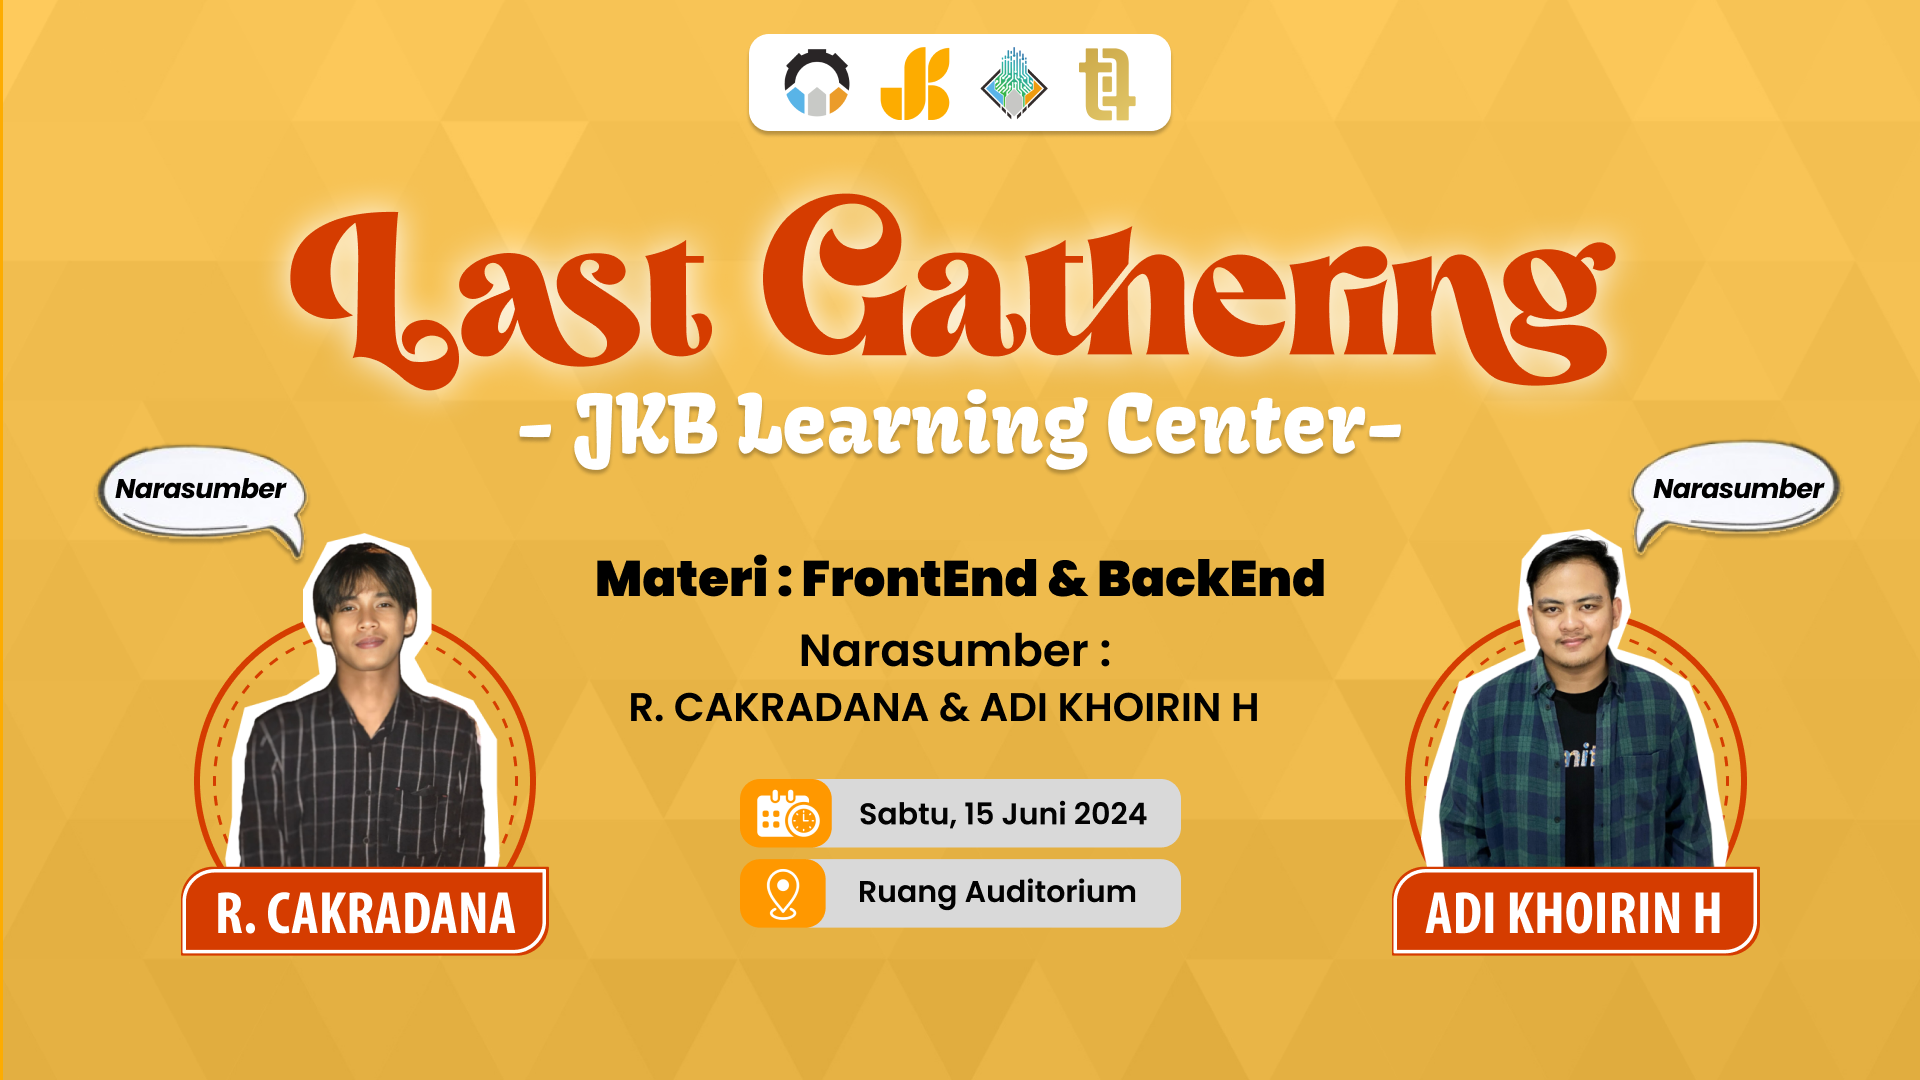 Last Gathering
- JKB Learning Center-
Narasumber
Narasumber
Materi : FrontEnd & BackEnd
Narasumber :
R. CAKRADANA & ADI KHOIRIN H
Sabtu, 15 Juni 2024
Ruang Auditorium
R. CAKRADANA
ADI KHOIRIN H